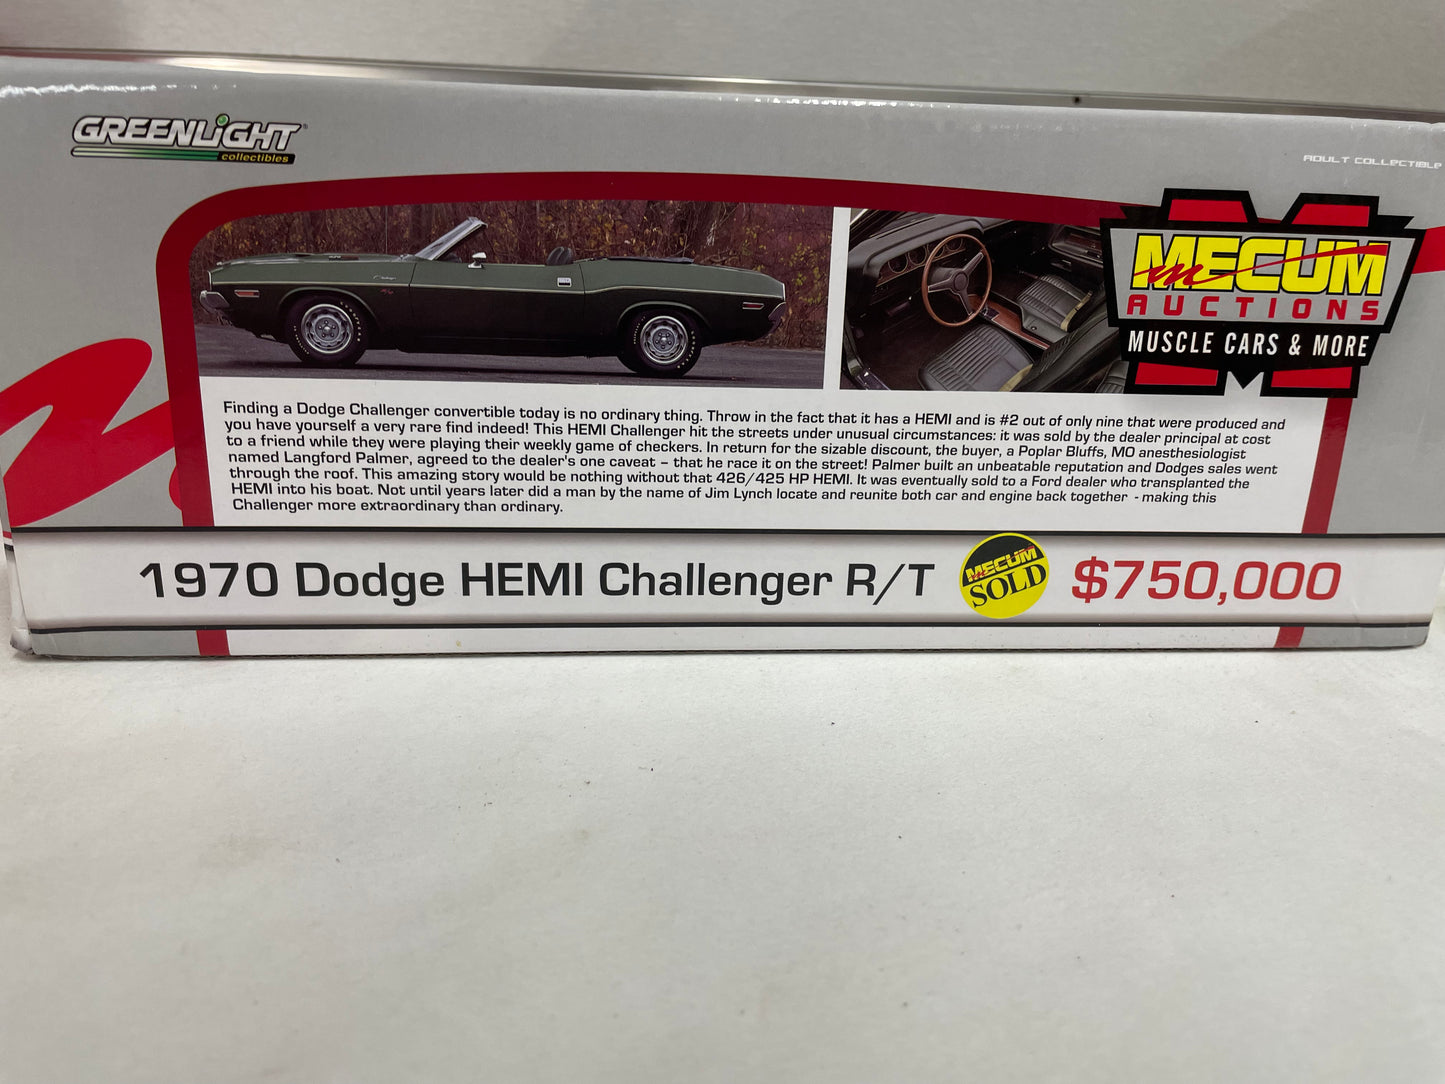 GREENLiGHT
collectibles
ADULT COLLECTIBLE
MECUM
AUCTIONS
MUSCLE CARS & MORE
Finding a Dodge Challenger convertible today is no ordinary thing. Throw in the fact that it has a HEMI and is #2 out of only nine that were produced and
you have yourself a very rare find indeed! This HEMI Challenger hit the streets under unusual circumstances: it was sold by the dealer principal at cost
to a friend while they were playing their weekly game of checkers. In return for the sizable discount, the buyer, a Poplar Bluffs, MO anesthesiologist
named Langford Palmer, agreed to the dealer's one caveat – that he race it on the street! Palmer built an unbeatable reputation and Dodges sales went
through the roof. This amazing story would be nothing without that 426/425 HP HEMI. It was eventually sold to a Ford dealer who transplanted the
HEMI into his boat. Not until years later did a man by the name of Jim Lynch locate and reunite both car and engine back together - making this
Challenger more extraordinary than ordinary.
1970 Dodge HEMI Challenger R/T
MECUM
SOLD
$750,000